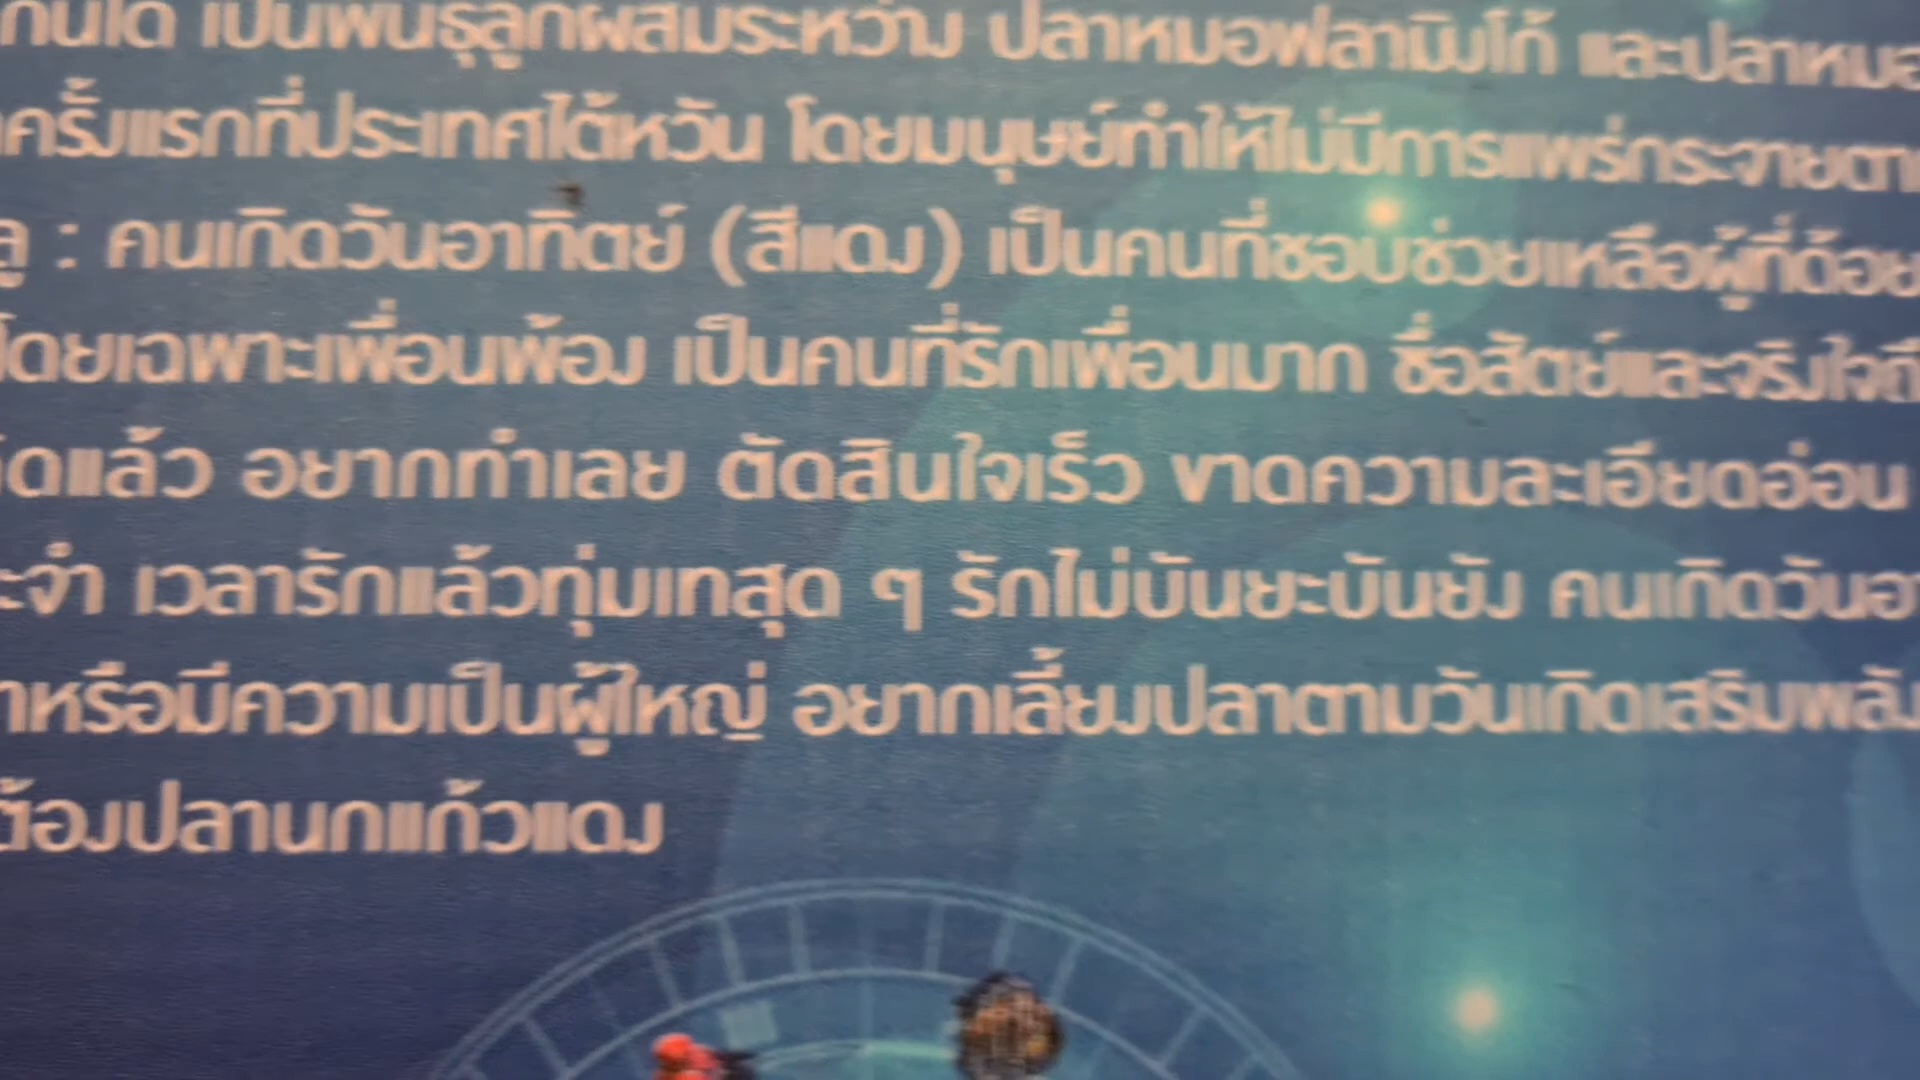 เป็นพันธุ์ลูกผสมระหว่าง ปลาหมอฟลามิงโก้ และปลาหมอ
ครั้งแรกที่ประเทศไต้หวัน โดยมนุษย์ทำให้ไม่มีการแพร่กระจาย
: คนเกิดวันอาทิตย์ (สีแดง) เป็นคนที่ชอบช่วยเหลือผู้ที่ด้อย
โดยเฉพาะเพื่อนพ้อง เป็นคนที่รักเพื่อนมาก ซื่อสัตย์และจริงใจ
แล้ว อยากทำเลย ตัดสินใจเร็ว ขาดความละเอียดอ่อน
เวลารักแล้วทุ่มเทสุด ๆ รักไม่บันยะบันยัง คนเกิดวัน
หรือมีความเป็นผู้ใหญ่ อยากเลี้ยงปลาตามวันเกิดเสริมพลัง
ต้องปลานกแก้วแดง